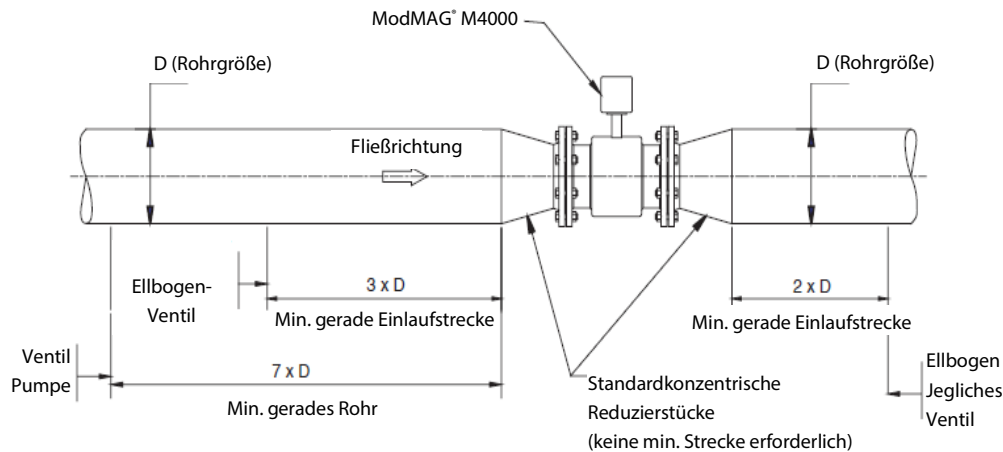 ModMAG® M4000
D (Rohrgröße)
D (Rohrgröße)
Fließrichtung
Ellbogen-
Ventil
3 x D
Min. gerade Einlaufstrecke
2 x D
Min. gerade Einlaufstrecke
Ventil
Pumpe
7 x D
Min. gerades Rohr
Standardkonzentrische
Reduzierstücke
(keine min. Strecke erforderlich)
Ellbogen
Jegliches
Ventil